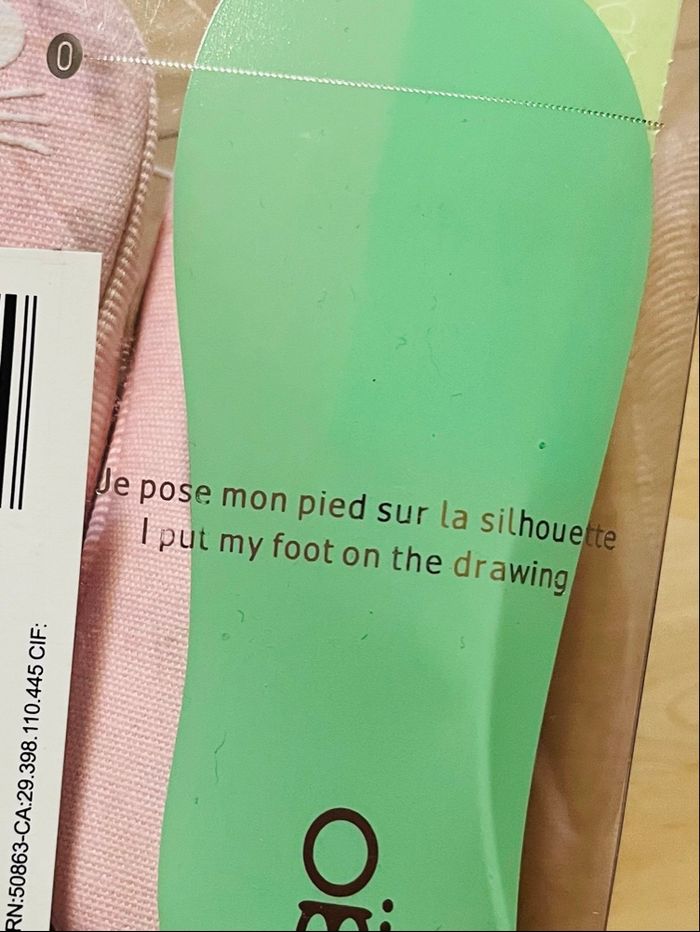 0
Je pose mon pied sur la silhouette
I put my foot on the drawing
RN:50863-CA:29.398.110.445 CIF: